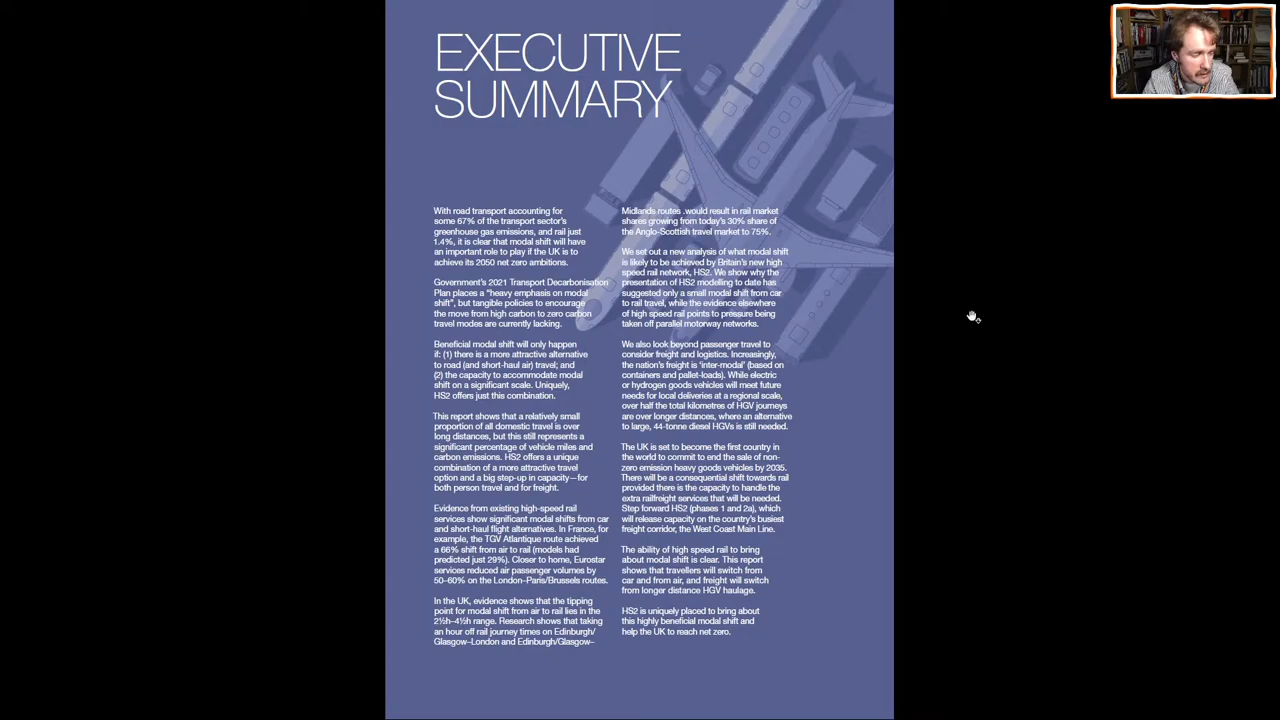 EXECUTIVE
SUMMARY
With road transport accounting for
some 67% of the transport sector's
greenhouse gas emissions, and rail just
1.4%, it is clear that modal shift will have
an important role to play if the UK is to
achieve its 2050 net zero ambitions.
Government's 2021 Transport Decarbonisation
Plan places a “heavy emphasis on modal
shift”, but tangible policies to encourage
the move from high carbon to zero carbon
travel modes are currently lacking.
Beneficial modal shift will only happen
if: (1) there is a more attractive alternative
to road (and short-haul air) travel; and
(2) the capacity to accommodate modal
shift on a significant scale. Uniquely,
HS2 offers just this combination.
This report shows that a relatively small
proportion of all domestic travel is over
long distances, but this still represents a
significant percentage of vehicle miles and
carbon emissions. HS2 offers a unique
combination of a more attractive travel
option and a big step-up in capacity—for
both person travel and for freight.
Evidence from existing high-speed rail
services show significant modal shifts from car
and short-haul flight alternatives. In France, for
example, the TGV Atlantique route achieved
a 66% shift from air to rail (models had
predicted just 29%). Closer to home, Eurostar
services reduced air passenger volumes by
50–60% on the London–Paris/Brussels routes.
In the UK, evidence shows that the tipping
point for modal shift from air to rail lies in the
2½h–4½h range. Research shows that taking
an hour off rail journey times on Edinburgh/
Glasgow–London and Edinburgh/Glasgow–
Midlands routes .would result in rail market
shares growing from today's 30% share of
the Anglo-Scottish travel market to 75%.
We set out a new analysis of what modal shift
is likely to be achieved by Britain's new high
speed rail network, HS2. We show why the
presentation of HS2 modelling to date has
suggested only a small modal shift from car
to rail travel, while the evidence elsewhere
of high speed rail points to pressure being
taken off parallel motorway networks.
We also look beyond passenger travel to
consider freight and logistics. Increasingly,
the nation's freight is 'inter-modal' (based on
containers and pallet-loads). While electric
or hydrogen goods vehicles will meet future
needs for local deliveries at a regional scale,
over half the total kilometres of HGV journeys
are over longer distances, where an alternative
to large, 44-tonne diesel HGVs is still needed.
The UK is set to become the first country in
the world to commit to end the sale of non-
zero emission heavy goods vehicles by 2035.
There will be a consequential shift towards rail
provided there is the capacity to handle the
extra railfreight services that will be needed.
Step forward HS2 (phases 1 and 2a), which
will release capacity on the country's busiest
freight corridor, the West Coast Main Line.
The ability of high speed rail to bring
about modal shift is clear. This report
shows that travellers will switch from
car and from air, and freight will switch
from longer distance HGV haulage.
HS2 is uniquely placed to bring about
this highly beneficial modal shift and
help the UK to reach net zero.